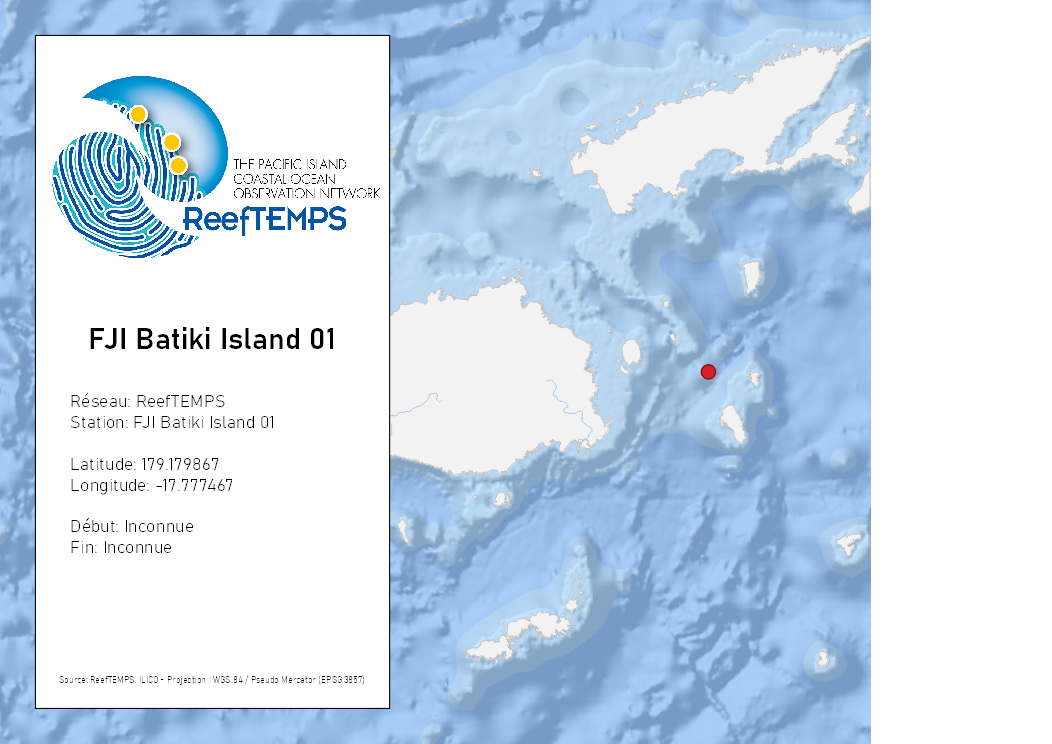 THE PACIFIC ISLAND
COASTAL OCEAN
OBSERVATION NETWORK
ReefTEMPS
FJI Batiki Island 01
Réseau: ReefTEMPS
Station: FJI Batiki Island 01
Latitude: 179.179867
Longitude: -17.777467
Début: Inconnue
Fin: Inconnue
Source: ReefTEMPS, ILICO - Projection : WGS 84 / Pseudo Mercator (EPSG:3857)